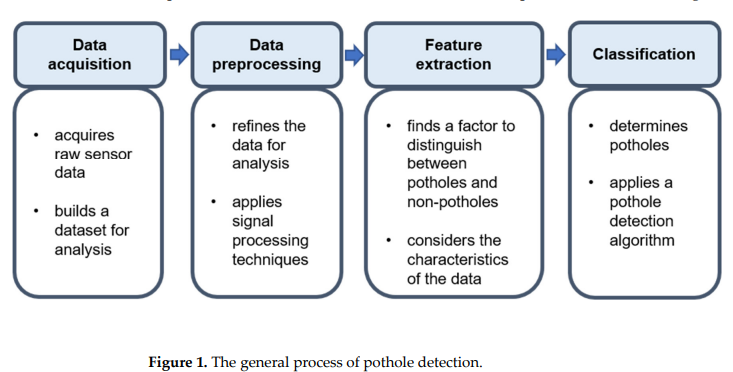 Data
acquisition
Data
preprocessing
Feature
extraction
Classification
• acquires
raw sensor
data
• builds a
dataset for
analysis
• refines the
data for
analysis
• applies
signal
processing
techniques
• finds a factor to
distinguish
between
potholes and
non-potholes
• considers the
characteristics
of the data
• determines
potholes
• applies a
pothole
detection
algorithm
Figure 1. The general process of pothole detection.